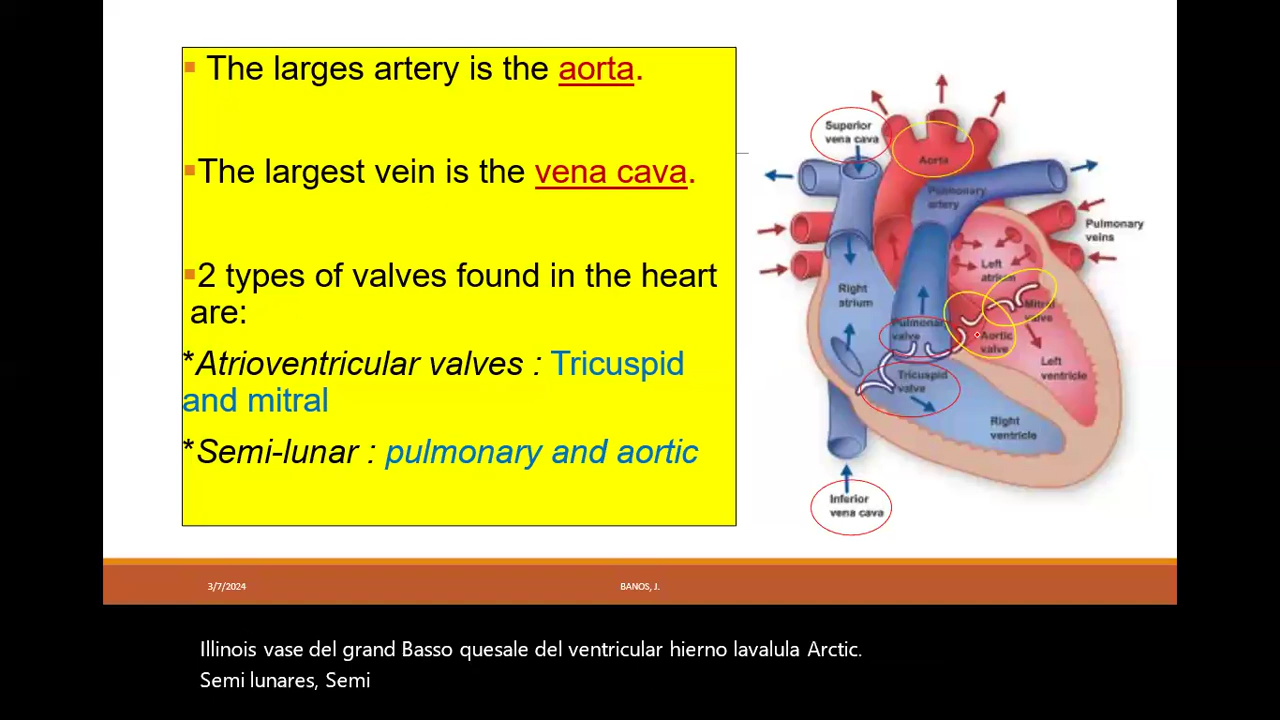 The larges artery is the aorta.
The largest vein is the vena cava.
2 types of valves found in the heart
are:
*Atrioventricular valves : Tricuspid
and mitral
*Semi-lunar : pulmonary and aortic
Superior
vena cava
Aorta
Pulmonary
artery
Pulmonary
veins
Left
atrium
Right
atrium
Mitral
valve
Pulmonary
valve
Aortic
valve
Left
ventricle
Tricuspid
valve
Right
ventricle
Inferior
vena cava
3/7/2024
BANOS, J.
Illinois vase del grand Basso quesale del ventricular hierno lavalula Arctic.
Semi lunares, Semi